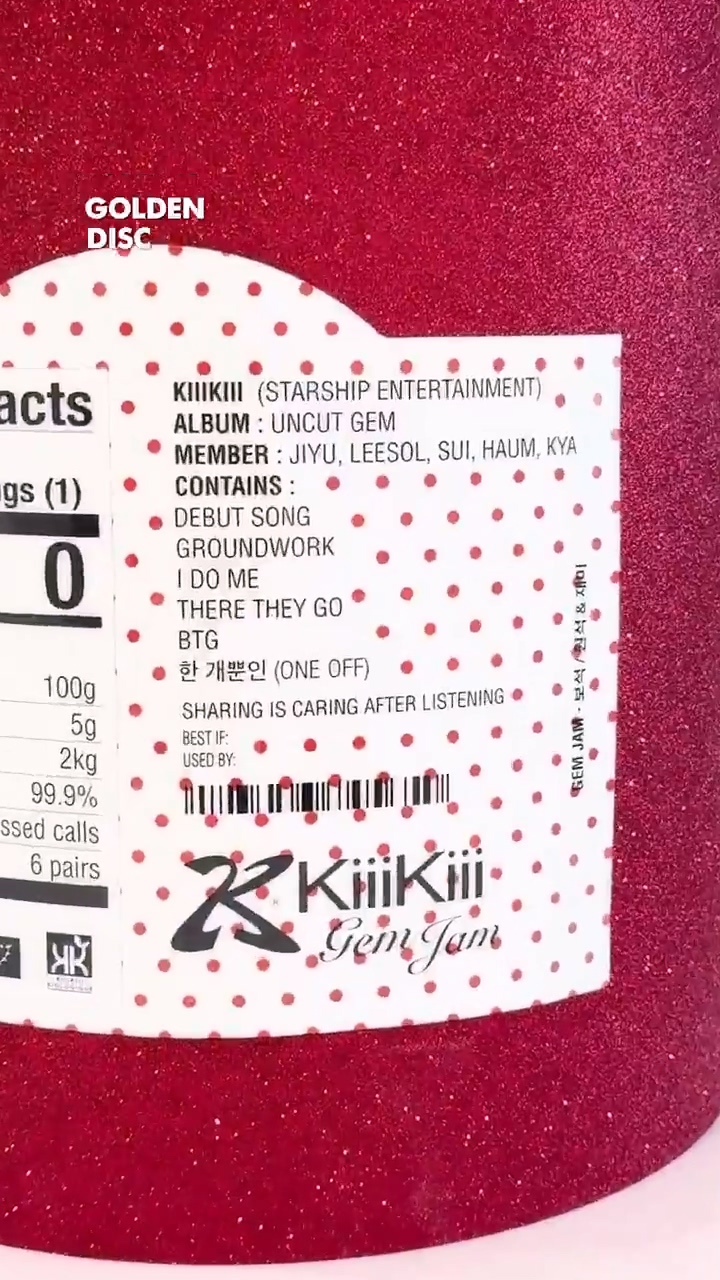 GOLDEN
DISC
acts
gs (1)
0
100g
5g
2kg
99.9%
ssed calls
6 pairs
KIIIKIII (STARSHIP ENTERTAINMENT)
ALBUM : UNCUT GEM
MEMBER : JIYU, LEESOL, SUI, HAUM, KYA
CONTAINS :
DEBUT SONG
GROUNDWORK
I DO ME
THERE THEY GO
BTG
한 개뿐인 (ONE OFF)
SHARING IS CARING AFTER LISTENING
BEST IF:
USED BY:
KiiiKiii
Gem Jam
GEM JAM · 보석 / 원석 & 재미